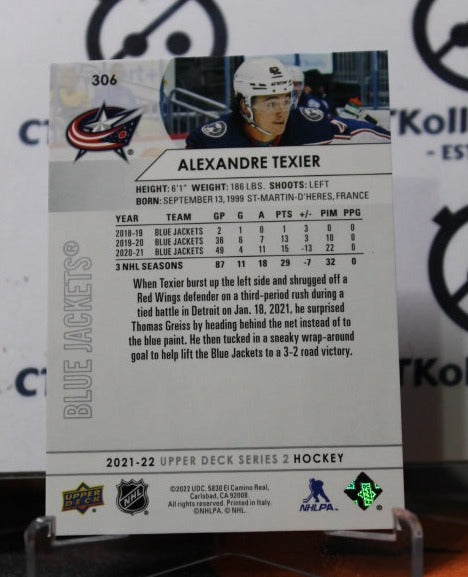 306
ALEXANDRE TEXIER
HEIGHT: 6'1" WEIGHT: 186 LBS. SHOOTS: LEFT
BORN: SEPTEMBER 13, 1999 ST-MARTIN-D'HERES, FRANCE
YEAR TEAM GP G A PTS +/- PIM PPG
2018-19 BLUE JACKETS 2 1 0 1 3 0 0
2019-20 BLUE JACKETS 36 6 7 13 3 10 0
2020-21 BLUE JACKETS 49 4 11 15 -13 22 0
3 NHL SEASONS 87 11 18 29 -7 32 0
When Texier burst up the left side and shrugged off a
Red Wings defender on a third-period rush during a
tied battle in Detroit on Jan. 18, 2021, he surprised
Thomas Greiss by heading behind the net instead of to
the blue paint. He then tucked in a sneaky wrap-around
goal to help lift the Blue Jackets to a 3-2 road victory.
BLUE JACKETS®
2021-22 UPPER DECK SERIES 2 HOCKEY
UPPER DECK
NHL
©2022 UDC. 5830 El Camino Real,
Carlsbad, CA 92008.
Printed in Italy.
©NHLPA. © NHL.
NHLPA
CT
CTKoll
- EST